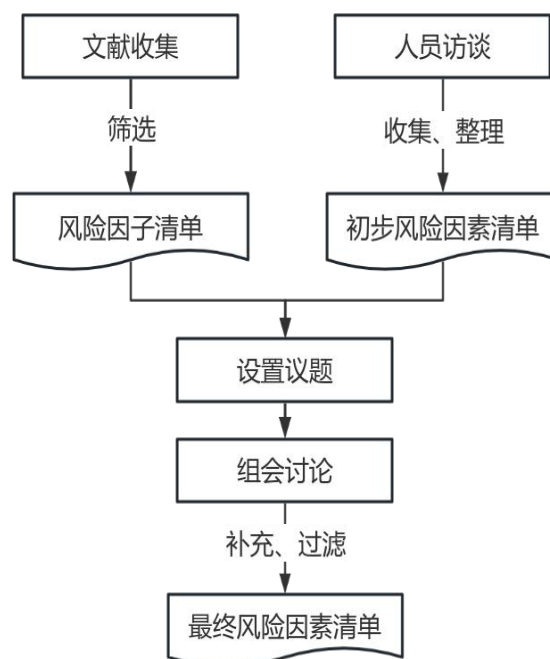 文献收集
人员访谈
筛选
收集、整理
风险因子清单
初步风险因素清单
设置议题
组会讨论
补充、过滤
最终风险因素清单